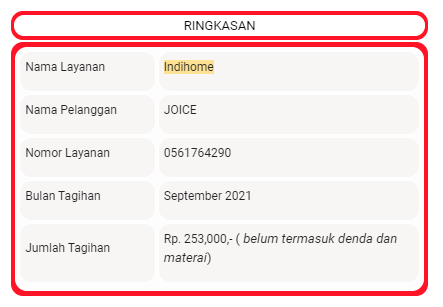 RINGKASAN
Nama Layanan Indihome
Nama Pelanggan JOICE
Nomor Layanan 0561764290
Bulan Tagihan September 2021
Jumlah Tagihan Rp. 253,000,- ( belum termasuk denda dan
materai)